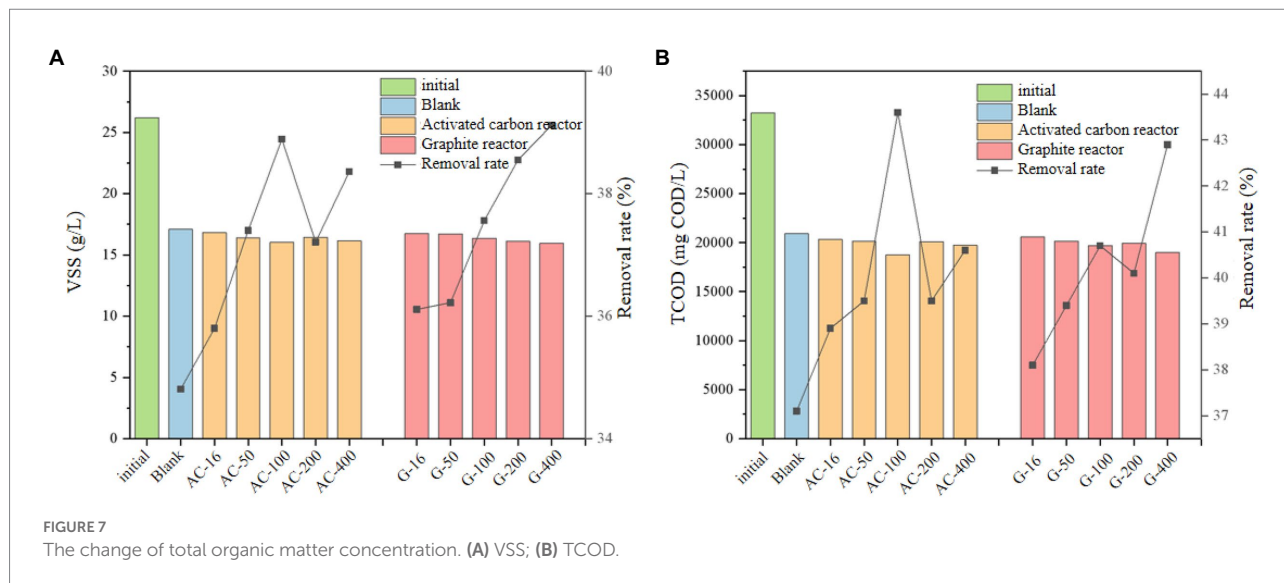 A
30
25
20
15
10
5
0
VSS (g/L)
initial
Blank
Activated carbon reactor
Graphite reactor
Removal rate
40
38
36
34
Removal rate (%)
initial
Blank
AC-16
AC-50
AC-100
AC-200
AC-400
G-16
G-50
G-100
G-200
G-400
B
35000
30000
25000
20000
15000
10000
5000
0
TCOD (mg COD/L)
initial
Blank
Activated carbon reactor
Graphite reactor
Removal rate
44
43
42
41
40
39
38
37
Removal rate (%)
initial
Blank
AC-16
AC-50
AC-100
AC-200
AC-400
G-16
G-50
G-100
G-200
G-400
FIGURE 7
The change of total organic matter concentration. (A) VSS; (B) TCOD.